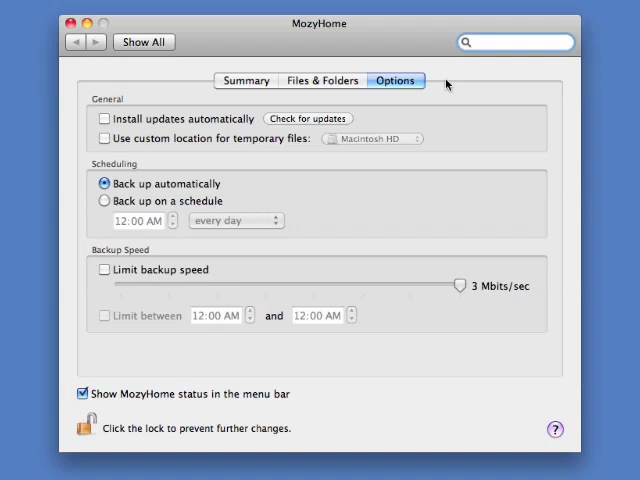 MozyHome
Show All
Summary Files & Folders Options
General
Install updates automatically Check for updates
Use custom location for temporary files: Macintosh HD
Scheduling
Back up automatically
Back up on a schedule
12:00 AM every day
Backup Speed
Limit backup speed
3 Mbits/sec
Limit between 12:00 AM and 12:00 AM
Show MozyHome status in the menu bar
Click the lock to prevent further changes. ?